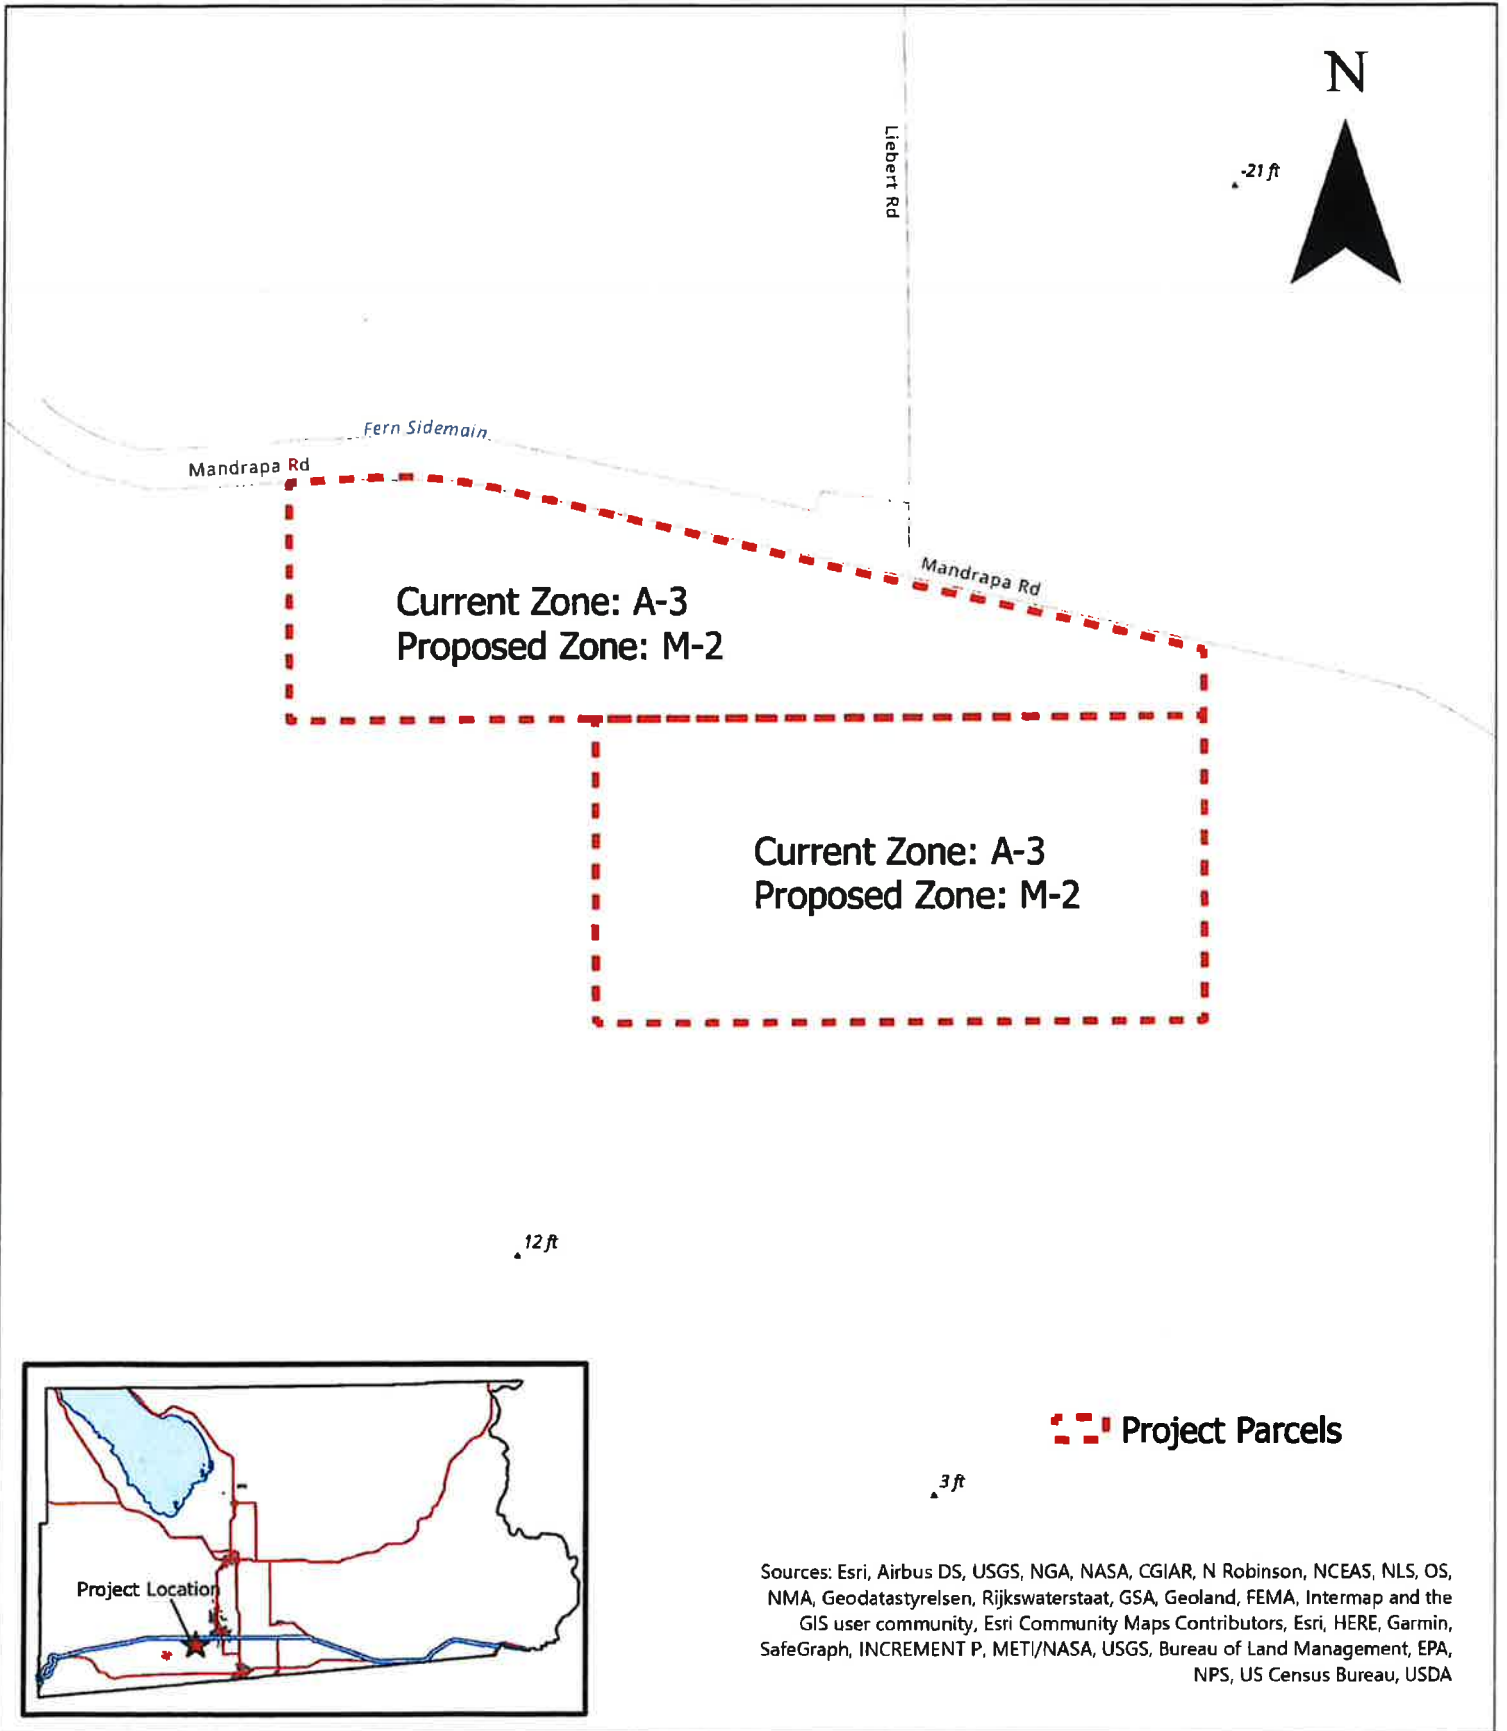 N
Liebert Rd
-21 ft
Fern Sidemain
Mandrapa Rd
Mandrapa Rd
Current Zone: A-3
Proposed Zone: M-2
Current Zone: A-3
Proposed Zone: M-2
12 ft
Project Parcels
3 ft
Project Location
Sources: Esri, Airbus DS, USGS, NGA, NASA, CGIAR, N Robinson, NCEAS, NLS, OS,
NMA, Geodatastyrelsen, Rijkswaterstaat, GSA, Geoland, FEMA, Intermap and the
GIS user community, Esri Community Maps Contributors, Esri, HERE, Garmin,
SafeGraph, INCREMENT P, METI/NASA, USGS, Bureau of Land Management, EPA,
NPS, US Census Bureau, USDA